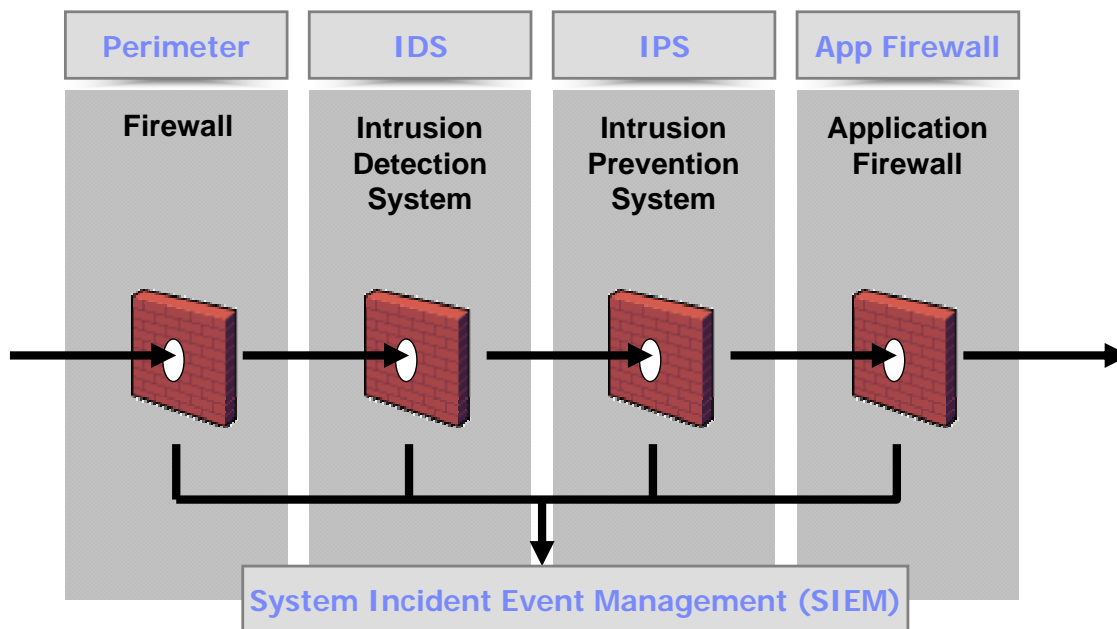 Perimeter
IDS
IPS
App Firewall
Firewall
Intrusion
Detection
System
Intrusion
Prevention
System
Application
Firewall
System Incident Event Management (SIEM)